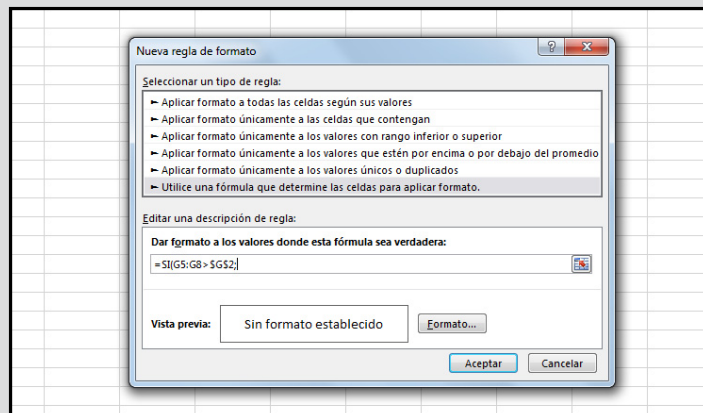 Nueva regla de formato
Seleccionar un tipo de regla:
► Aplicar formato a todas las celdas según sus valores
► Aplicar formato únicamente a las celdas que contengan
► Aplicar formato únicamente a los valores con rango inferior o superior
► Aplicar formato únicamente a los valores que estén por encima o por debajo del promedio
► Aplicar formato únicamente a los valores únicos o duplicados
► Utilice una fórmula que determine las celdas para aplicar formato.
Editar una descripción de regla:
Dar formato a los valores donde esta fórmula sea verdadera:
=SI(G5:G8>$G$2;
Vista previa: Sin formato establecido Formato...
Aceptar Cancelar